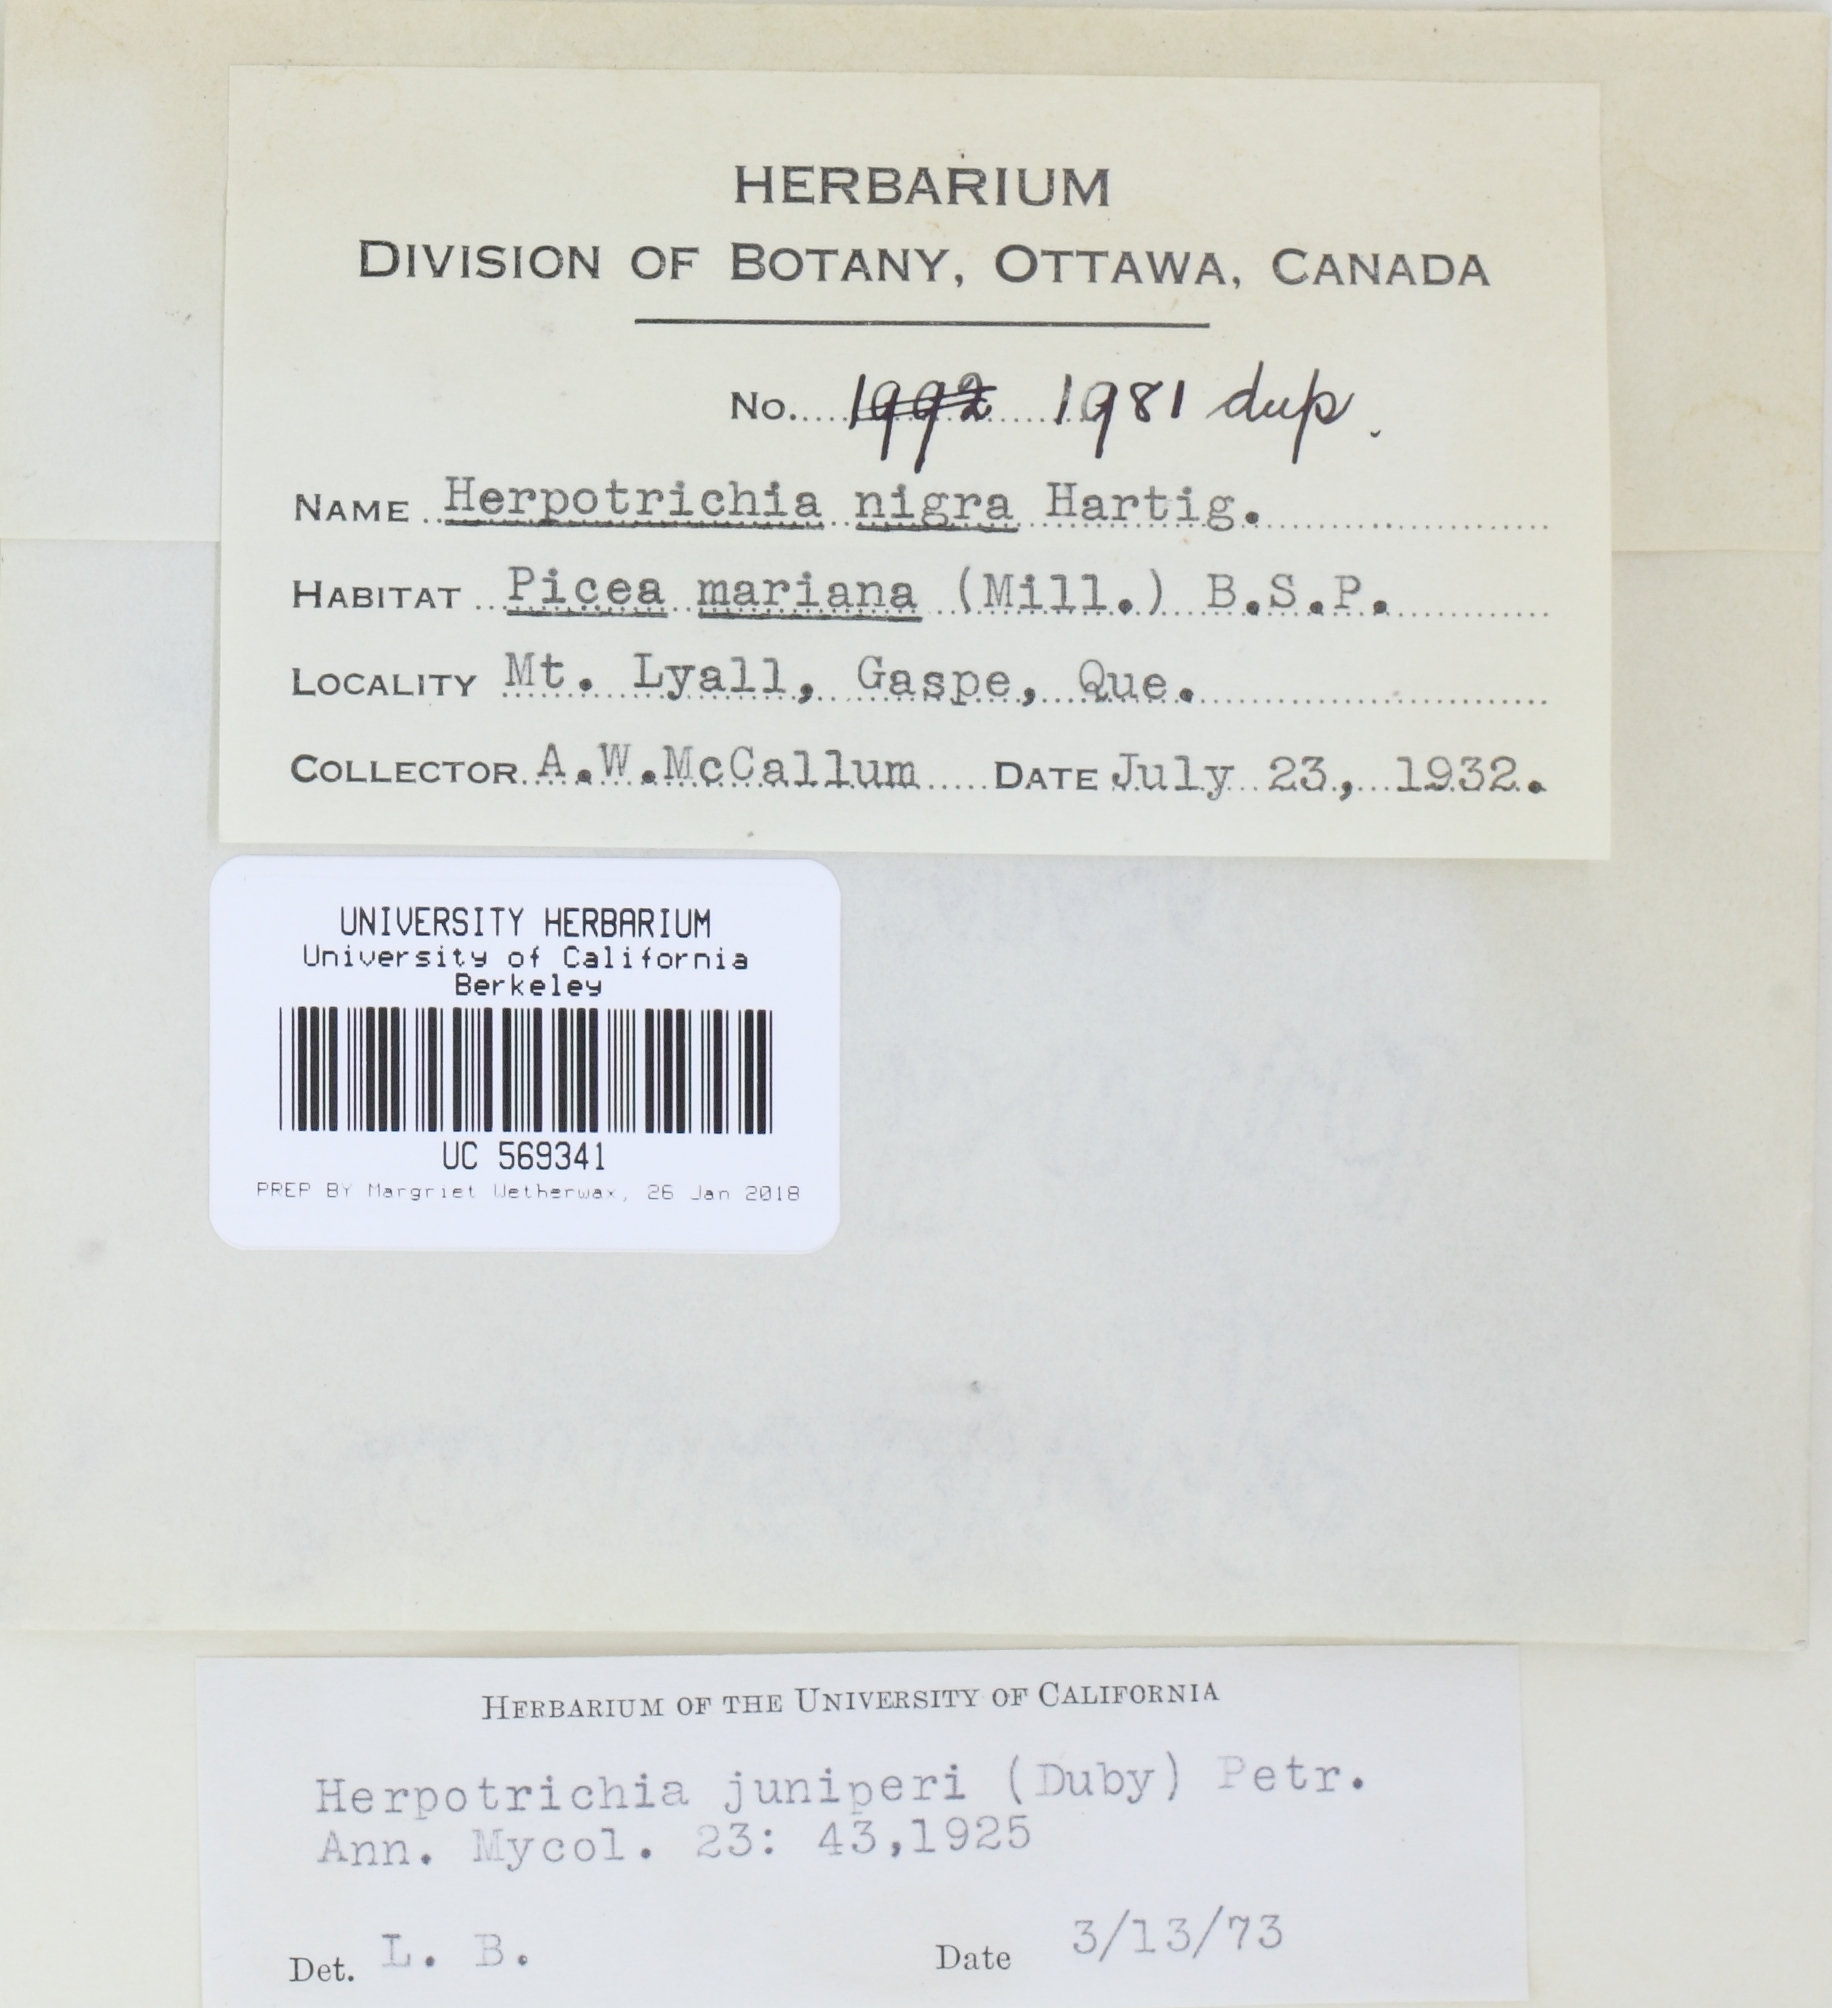 HERBARIUM
DIVISION OF BOTANY, OTTAWA, CANADA
No. 1992 1981 dup.
NAME Herpotrichia nigra Hartig.
HABITAT Picea mariana (Mill.) B.S.P.
LOCALITY Mt. Lyall, Gaspe, Que.
COLLECTOR A.W.McCallum DATE July 23, 1932.
UNIVERSITY HERBARIUM
University of California
Berkeley
UC 569341
PREP BY Margriet Wetherwax, 26 Jan 2018
HERBARIUM OF THE UNIVERSITY OF CALIFORNIA
Herpotrichia juniperi (Duby) Petr.
Ann. Mycol. 23: 43,1925
Det. L. B. Date 3/13/73